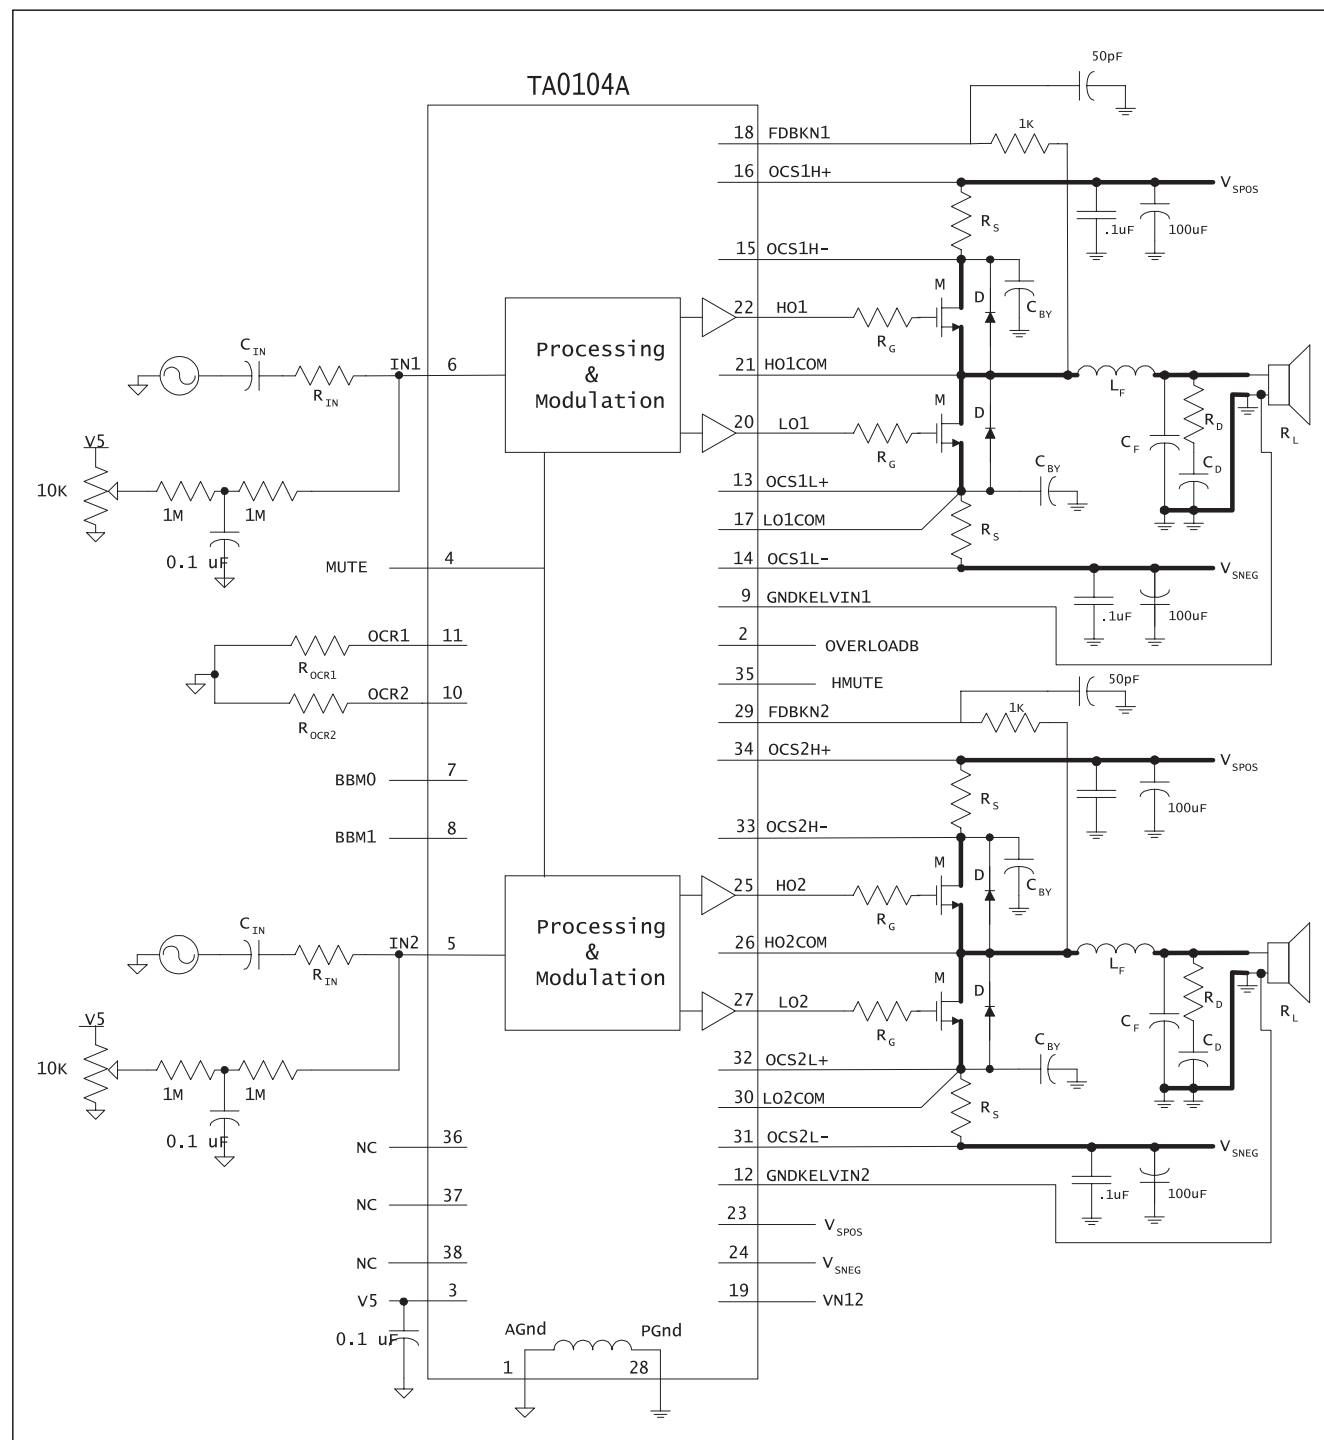 TA0104A
50pF
1K
18 FDBKN1
16 OCS1H+
VSPOS
RS
.1uF
100uF
15 OCS1H-
M
D
CBY
22 HO1
RG
Processing
&
Modulation
CIN
RIN
IN1
6
21 HO1COM
LF
M
D
20 LO1
RG
RD
RL
CF
CD
V5
10K
1M
1M
0.1 uF
13 OCS1L+
CBY
17 LO1COM
RS
MUTE
4
14 OCS1L-
VSNEG
9 GNDKELVIN1
.1uF
100uF
OCR1
11
ROCR1
2
OVERLOADB
35
HMUTE
OCR2
10
ROCR2
50pF
1K
29 FDBKN2
34 OCS2H+
VSPOS
BBM0
7
RS
100uF
BBM1
8
33 OCS2H-
M
D
CBY
25 HO2
RG
Processing
&
Modulation
CIN
RIN
IN2
5
26 HO2COM
LF
M
D
27 LO2
RG
RD
RL
CF
CD
V5
10K
1M
1M
0.1 uF
32 OCS2L+
CBY
30 LO2COM
RS
NC
36
31 OCS2L-
VSNEG
12 GNDKELVIN2
.1uF
100uF
NC
37
23
VSPOS
NC
38
24
VSNEG
V5
3
19
VN12
0.1 uF
AGnd
PGnd
1
28